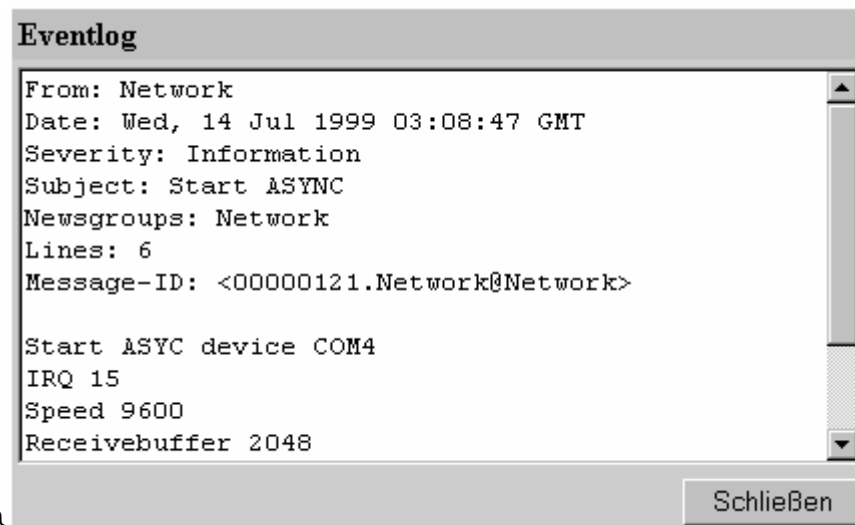 Eventlog
From: Network
Date: Wed, 14 Jul 1999 03:08:47 GMT
Severity: Information
Subject: Start ASYNC
Newsgroups: Network
Lines: 6
Message-ID: <00000121.Network@Network>
Start ASYC device COM4
IRQ 15
Speed 9600
Receivebuffer 2048
Schließen